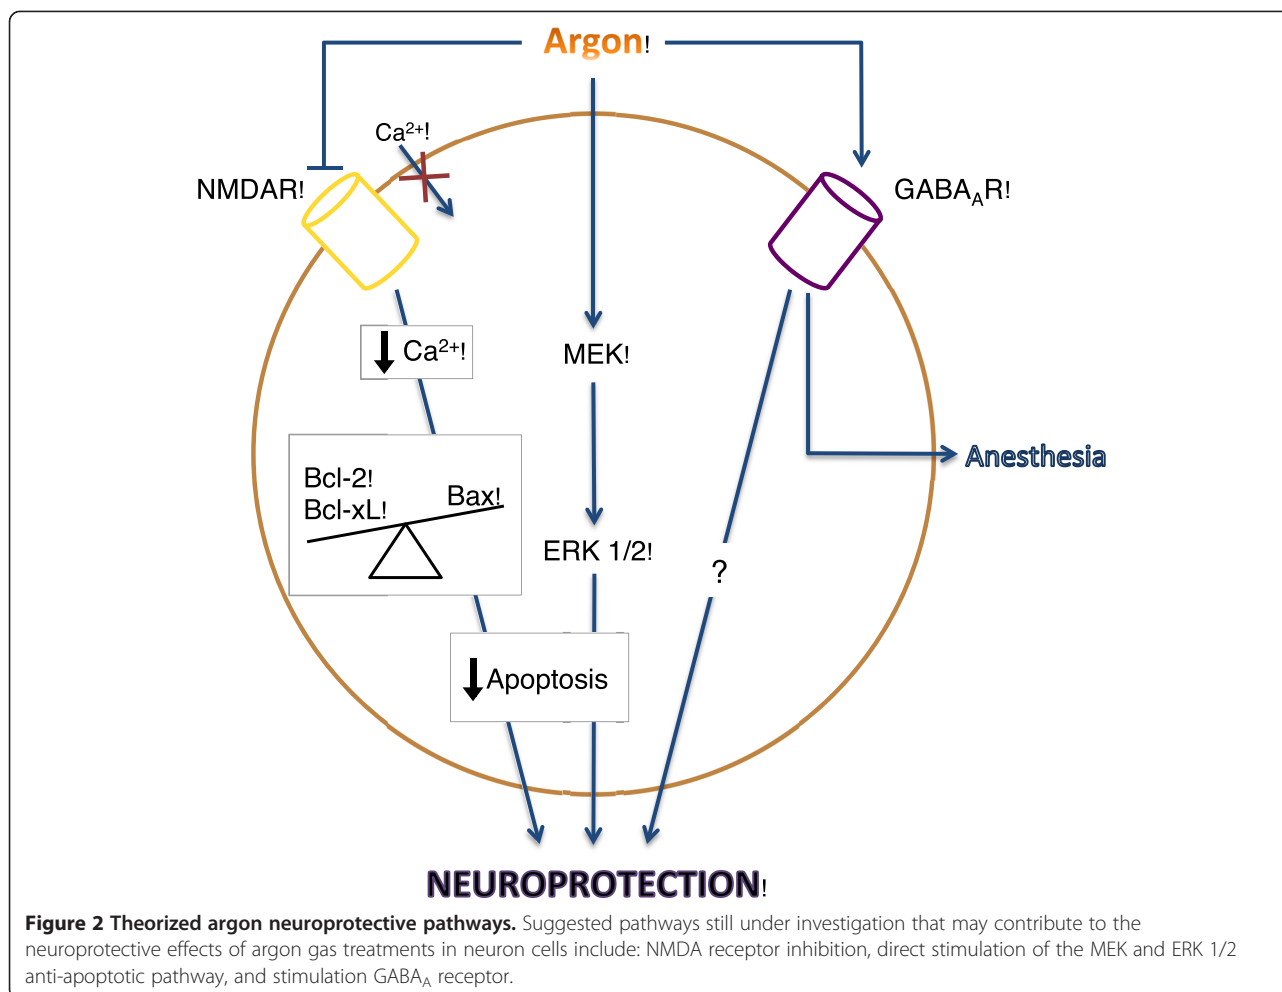 Argon!
Ca²⁺!
NMDAR!
GABA_AR!
Ca²⁺!
MEK!
Bcl-2!
Bcl-xL!
Bax!
Anesthesia
ERK 1/2!
?
Apoptosis
NEUROPROTECTION!
Figure 2 Theorized argon neuroprotective pathways. Suggested pathways still under investigation that may contribute to the
neuroprotective effects of argon gas treatments in neuron cells include: NMDA receptor inhibition, direct stimulation of the MEK and ERK 1/2
anti-apoptotic pathway, and stimulation GABA_A receptor.